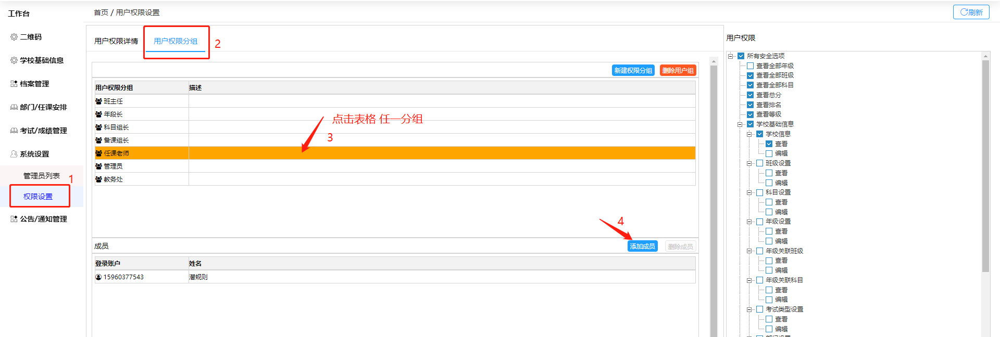 工作台
二维码
学校基础信息
档案管理
部门/任课安排
考试/成绩管理
系统设置
管理员列表
1
权限设置
公告/通知管理
首页 / 用户权限设置
刷新
用户权限详情
用户权限分组
2
新建权限分组
删除用户组
用户权限分组 描述
班主任
年段长
科目组长
备课组长
任课老师
管理员
教务处
点击表格 任一分组
3
4
成员
添加成员
删除成员
登录账户 姓名
15960377543 潜规则
用户权限
所有安全选项
查看全部年级
查看全部班级
查看全部科目
查看总分
查看排名
查看等级
学校基础信息
学校信息
查看
编辑
班级设置
查看
编辑
科目设置
查看
编辑
年级设置
查看
编辑
年级关联班级
查看
编辑
年级关联科目
查看
编辑
考试类型设置
查看
编辑